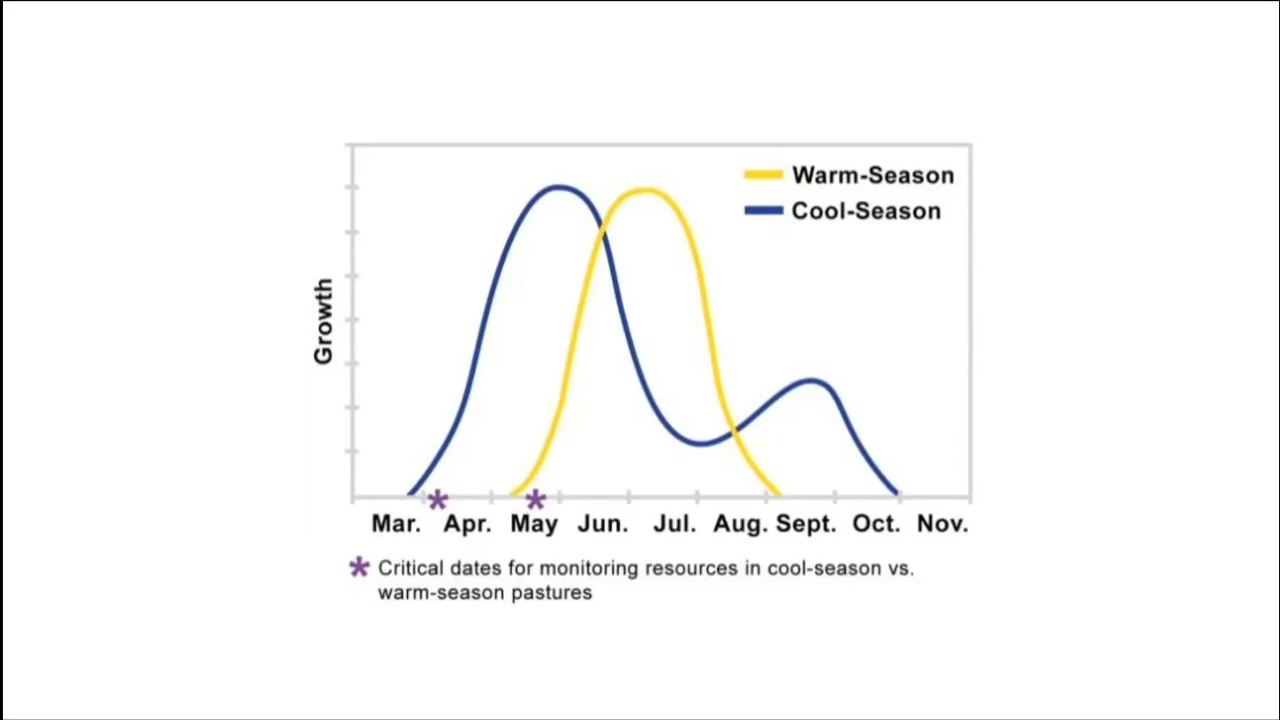 Warm-Season
Cool-Season
Growth
Mar. Apr. May Jun. Jul. Aug. Sept. Oct. Nov.
* Critical dates for monitoring resources in cool-season vs.
warm-season pastures